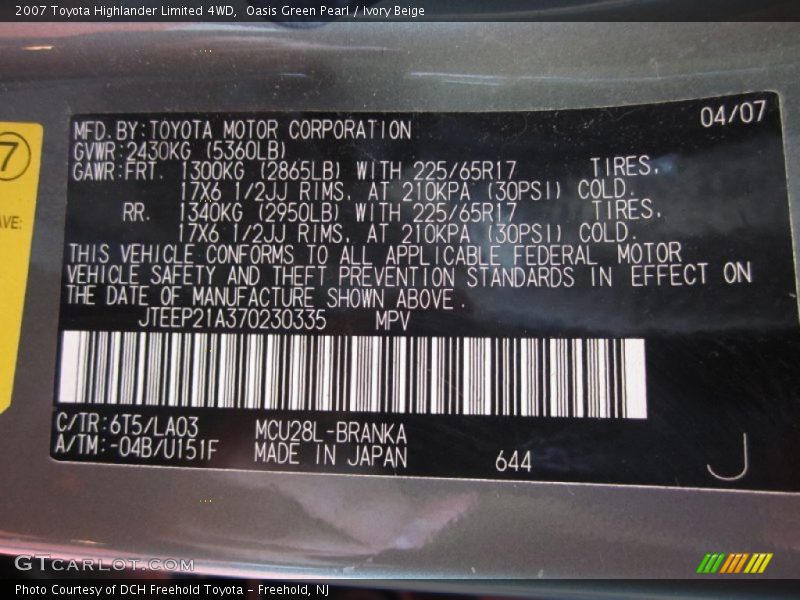 2007 Toyota Highlander Limited 4WD, Oasis Green Pearl / Ivory Beige
04/07
MFD. BY: TOYOTA MOTOR CORPORATION
GVWR: 2430KG (5360LB)
GAWR: FRT. 1300KG (2865LB) WITH 225/65R17 TIRES,
17X6 1/2JJ RIMS, AT 210KPA (30PSI) COLD.
RR. 1340KG (2950LB) WITH 225/65R17 TIRES,
17X6 1/2JJ RIMS, AT 210KPA (30PSI) COLD.
THIS VEHICLE CONFORMS TO ALL APPLICABLE FEDERAL MOTOR
VEHICLE SAFETY AND THEFT PREVENTION STANDARDS IN EFFECT ON
THE DATE OF MANUFACTURE SHOWN ABOVE.
JTEEP21A370230335 MPV
C/TR: 6T5/LA03 MCU28L-BRANKA
A/TM: -04B/U151F MADE IN JAPAN 644 J
7
AVE:
GTCARLOT.COM
Photo Courtesy of DCH Freehold Toyota - Freehold, NJ